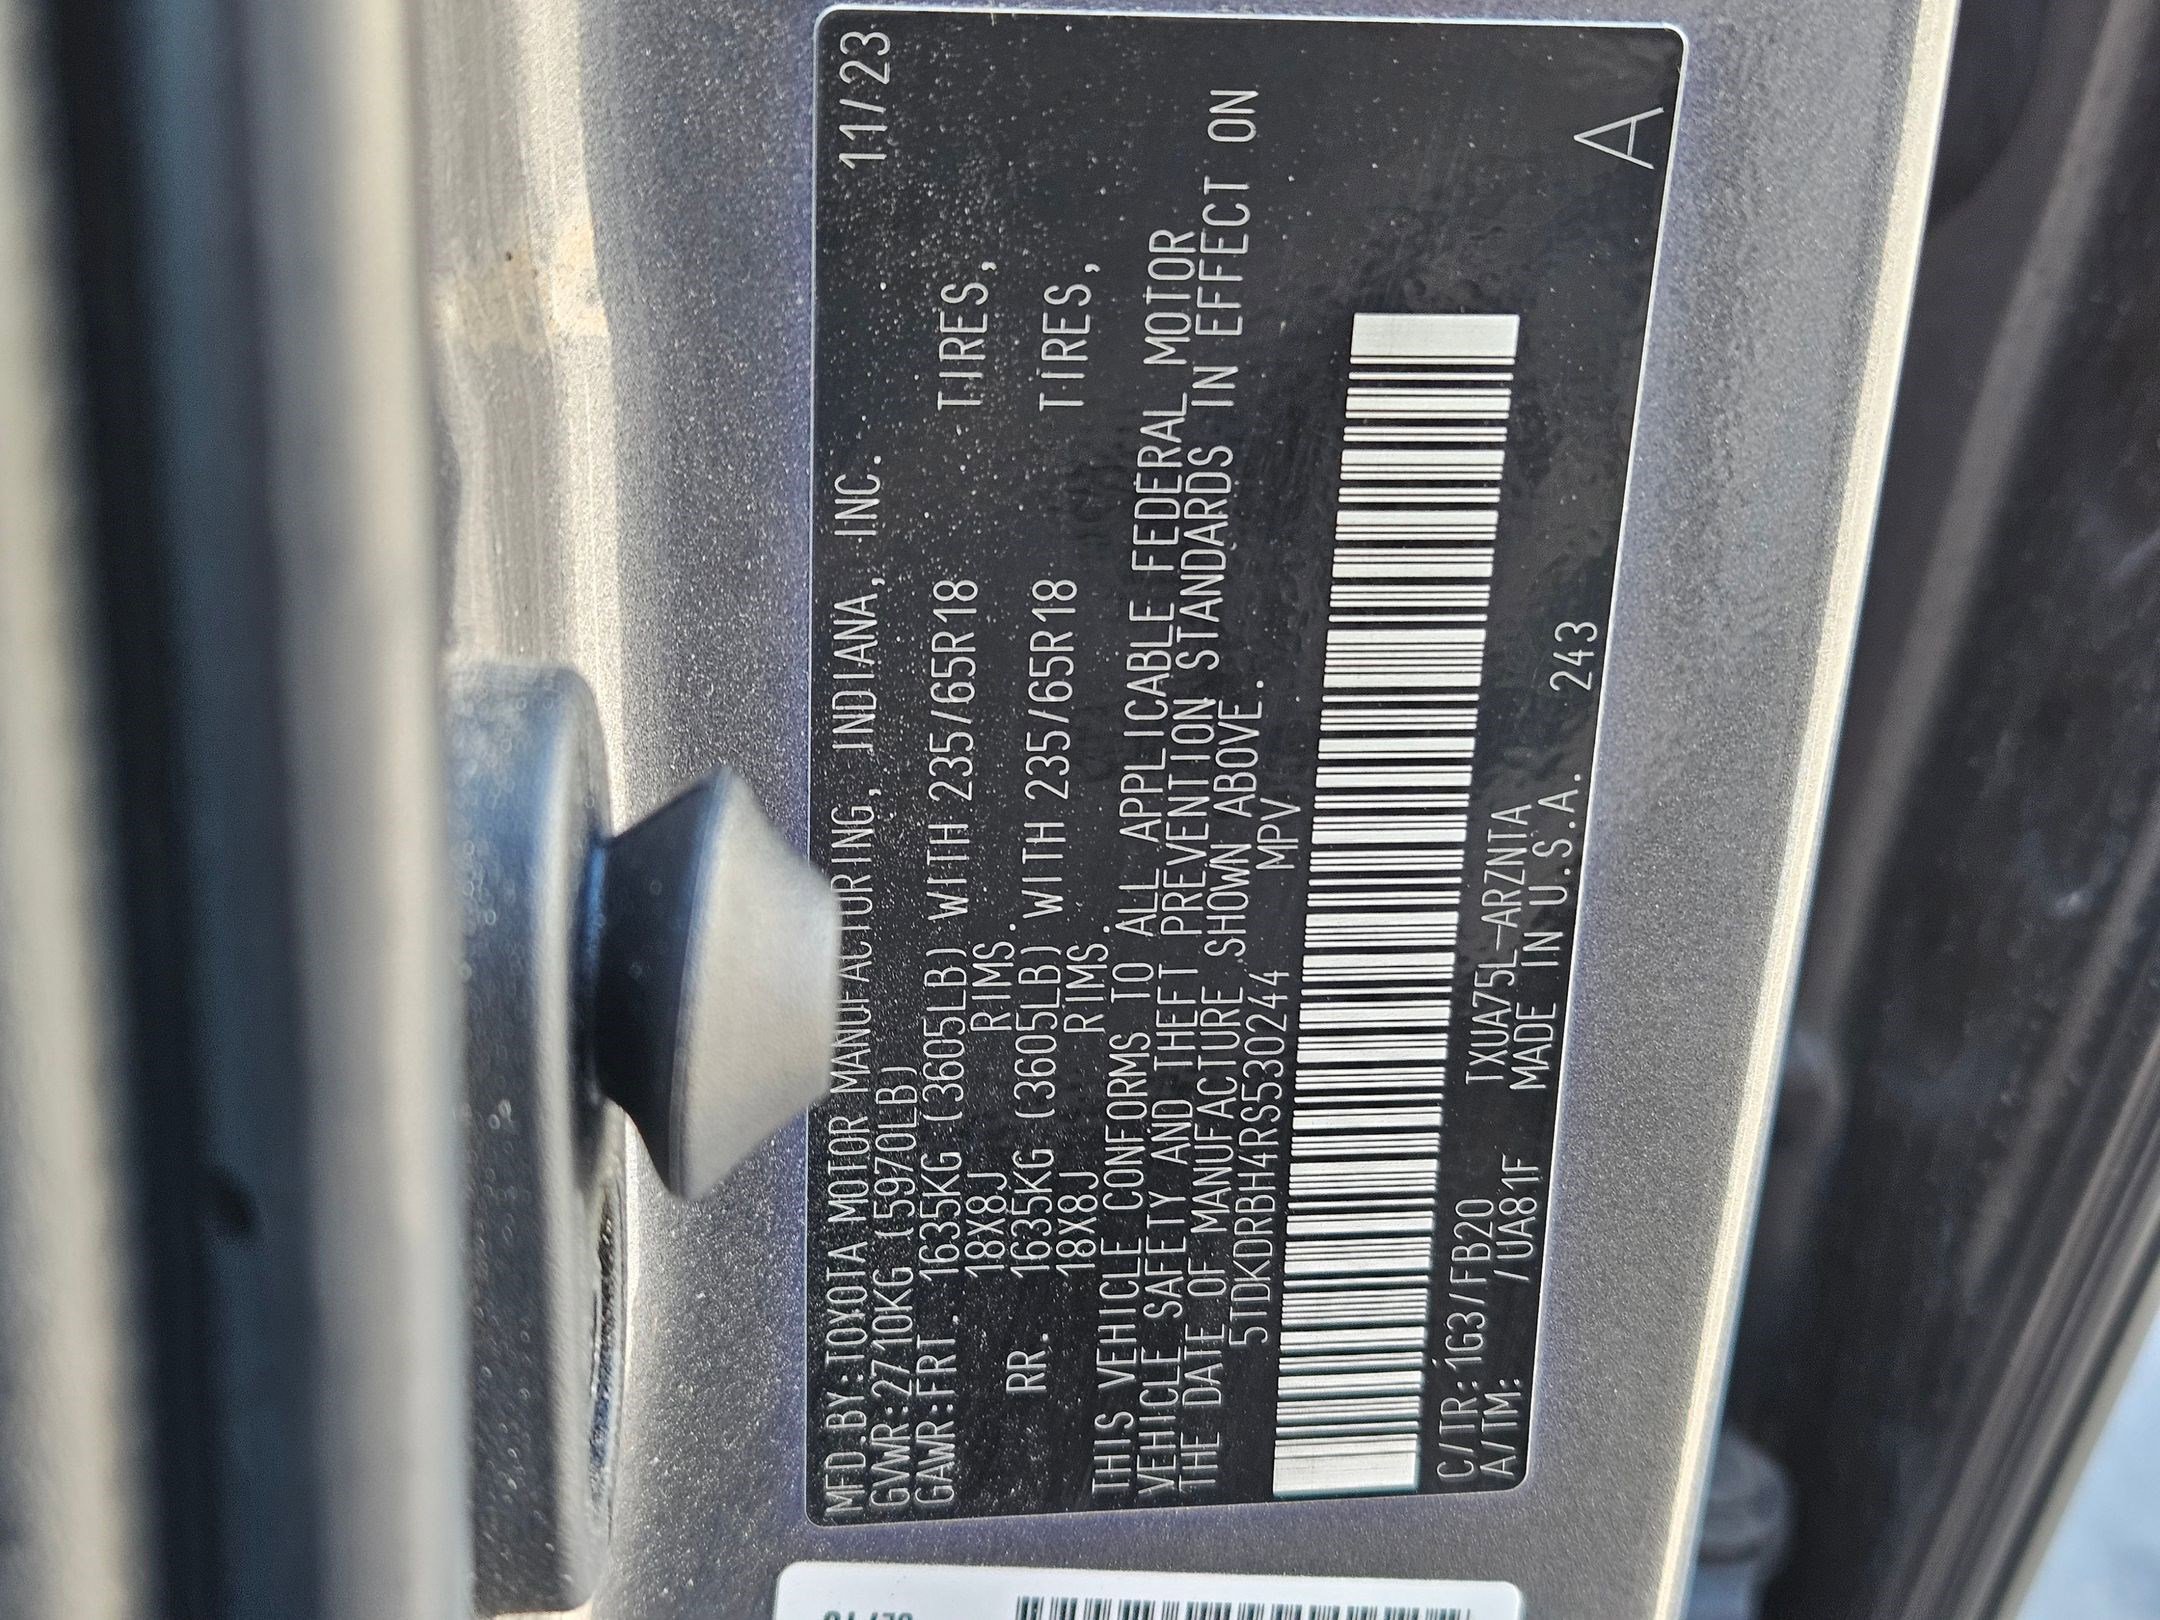 MFD.BY:TOYOTA MOTOR MANUFACTURING, INDIANA, INC. 11/23
GVWR:2710KG (5970LB)
GAWR:FRT. 1635KG (3605LB) WITH 235/65R18 TIRES,
18X8J RIMS.
RR. 1635KG (3605LB) WITH 235/65R18 TIRES,
18X8J RIMS.
THIS VEHICLE CONFORMS TO ALL APPLICABLE FEDERAL MOTOR
VEHICLE SAFETY AND THEFT PREVENTION STANDARDS IN EFFECT ON
THE DATE OF MANUFACTURE SHOWN ABOVE.
5TDKDRBH4RS530244 MPV
C/TR:1G3/FB20 TXUA75L-ARZNTA
A/TM: /UA81F MADE IN U.S.A. 243
A